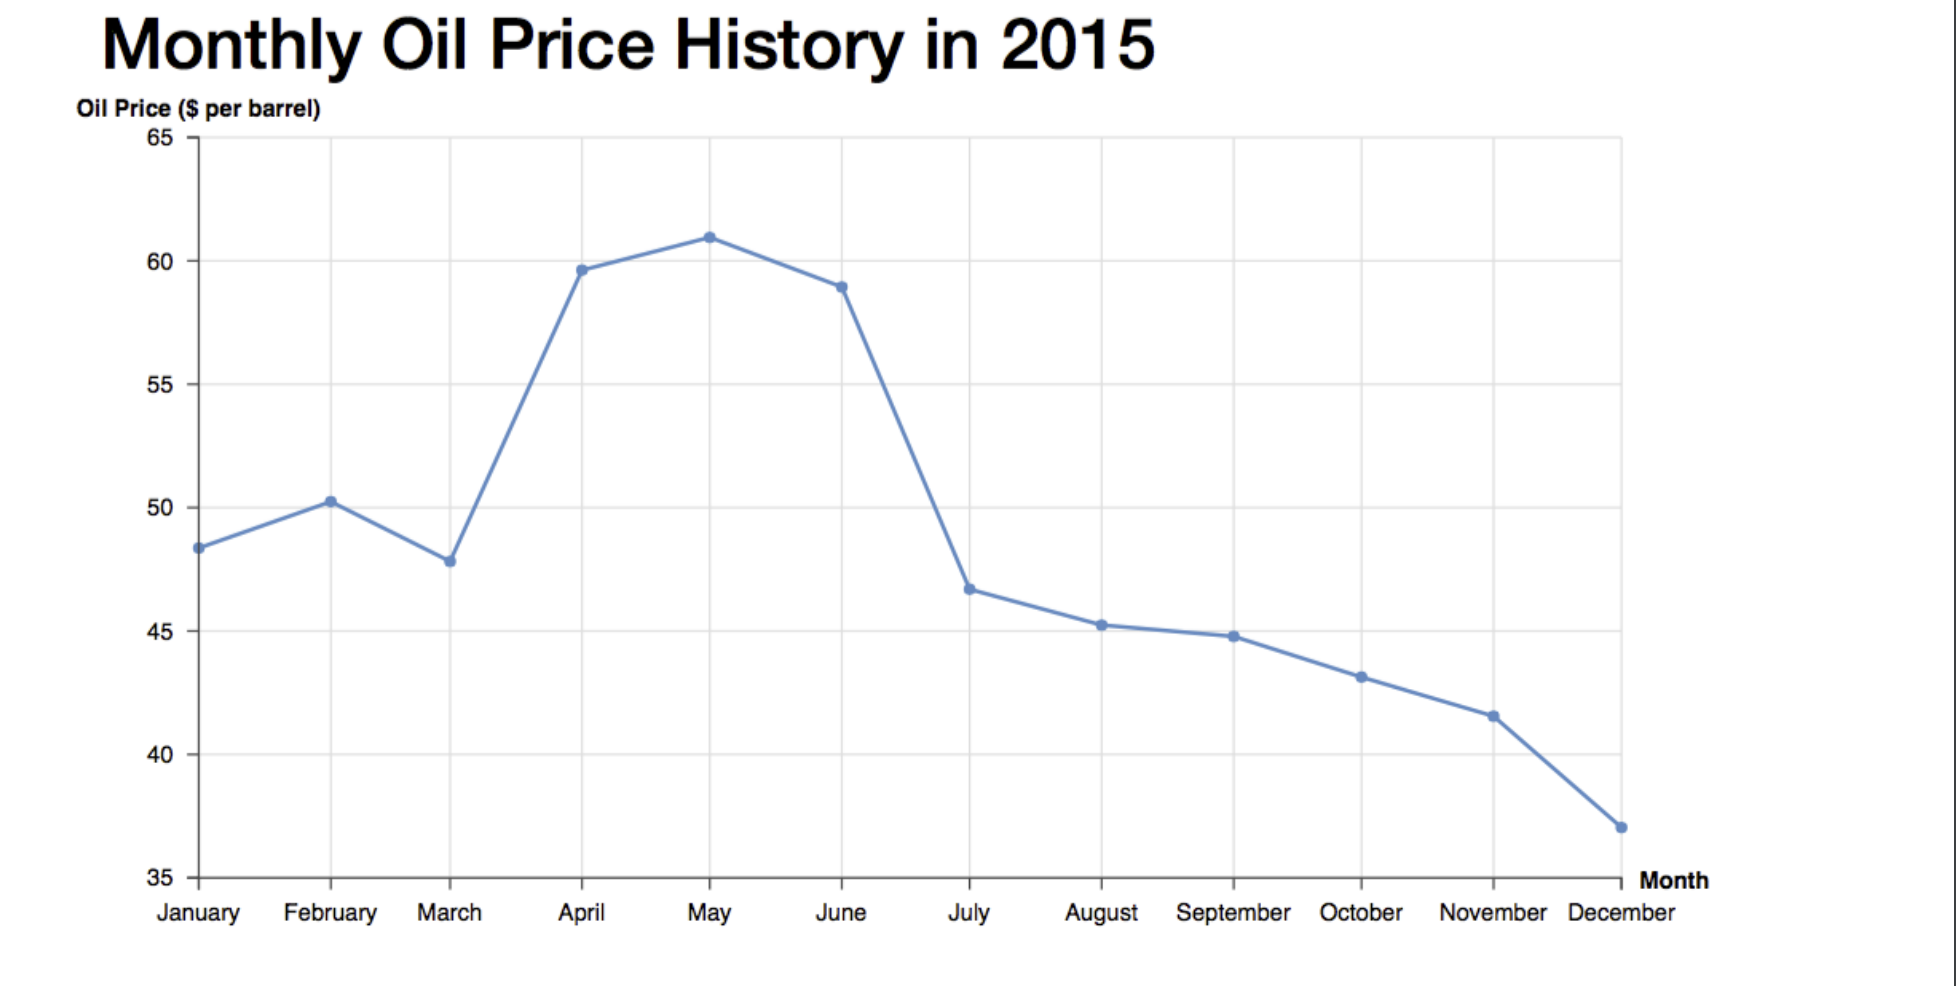 Monthly Oil Price History in 2015
Oil Price ($ per barrel)
65
60
55
50
45
40
35
Month
January February March April May June July August September October November December